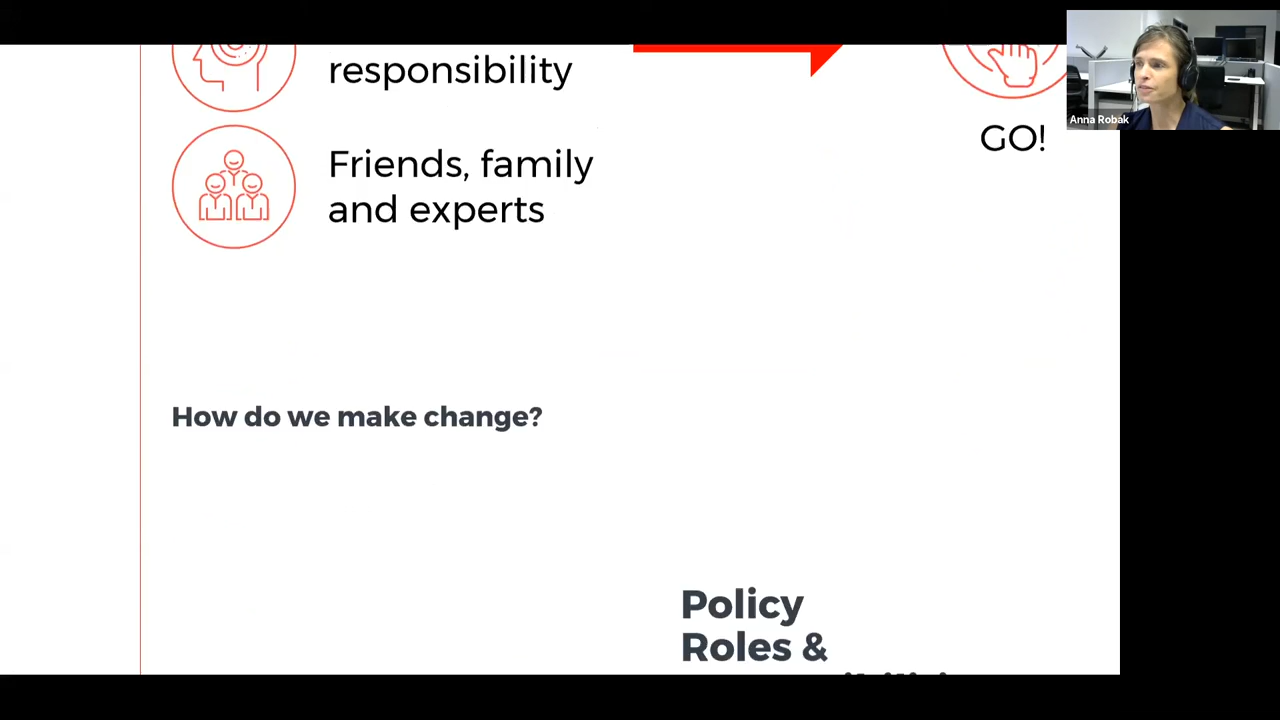 responsibility
Friends, family
and experts
GO!
Anna Robak
How do we make change?
Policy
Roles &